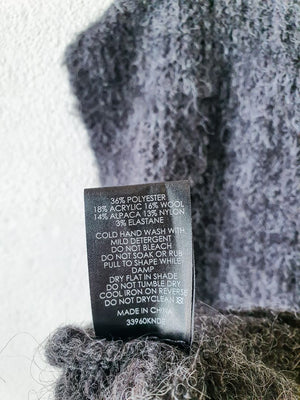 36% POLYESTER
18% ACRYLIC 16% WOOL
14% ALPACA 13% NYLON
3% ELASTANE
COLD HAND WASH WITH
MILD DETERGENT
DO NOT BLEACH
DO NOT SOAK OR RUB
PULL TO SHAPE WHILE
DAMP
DRY FLAT IN SHADE
DO NOT TUMBLE DRY
COOL IRON ON REVERSE
DO NOT DRYCLEAN
MADE IN CHINA